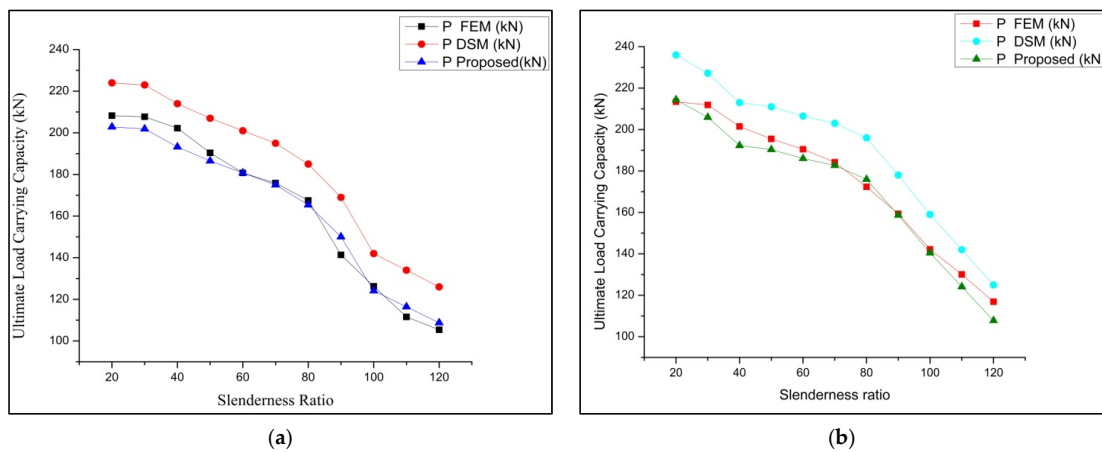 P FEM (kN)
P DSM (kN)
P Proposed(kN)
240
220
200
180
160
140
120
100
Ultimate Load Carrying Capacity (kN)
20 40 60 80 100 120
Slenderness Ratio
(a)
P FEM (kN)
P DSM (kN)
P Proposed (kN)
240
220
200
180
160
140
120
100
Ultimate Load Carrying Capacity (kN)
20 40 60 80 100 120
Slenderness ratio
(b)